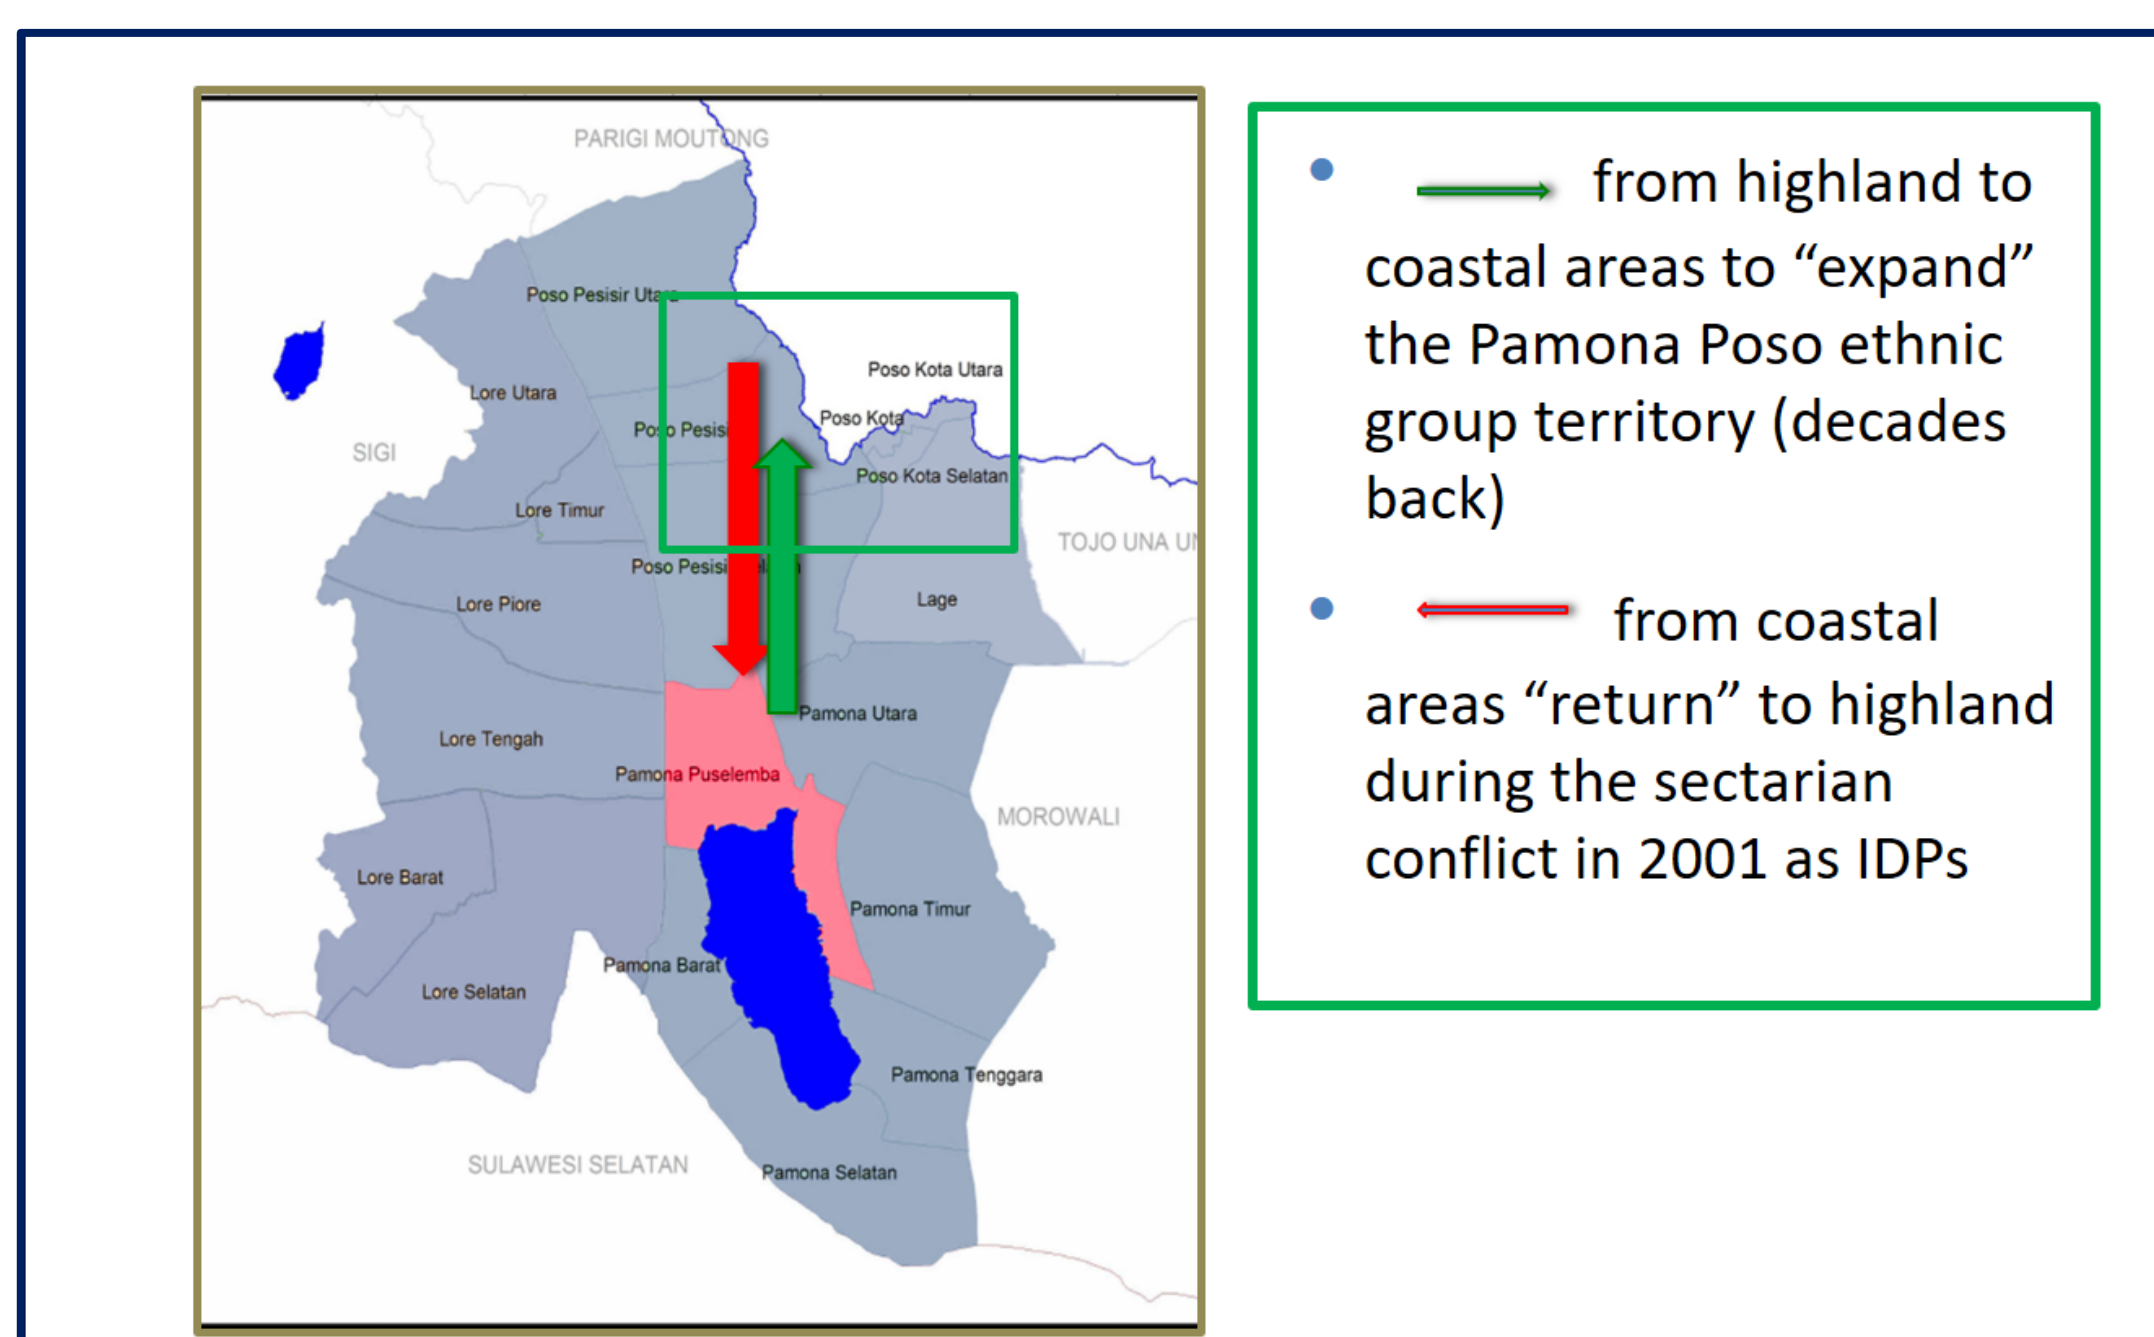 PARIGI MOUTONG
Poso Pesisir Utara
Poso Kota Utara
Lore Utara
Poso Kota
Poso
SIGI
Poso Kota Selatan
Lore Timur
TOJO UNA UN
Poso
Lage
Lore Piore
Pamona Utara
Lore Tengah
Pamona Puselemba
MOROWALI
Lore Barat
Pamona Timur
Pamona Barat
Lore Selatan
Pamona Tenggara
SULAWESI SELATAN
Pamona Selatan
• from highland to
coastal areas to “expand”
the Pamona Poso ethnic
group territory (decades
back)
• from coastal
areas “return” to highland
during the sectarian
conflict in 2001 as IDPs